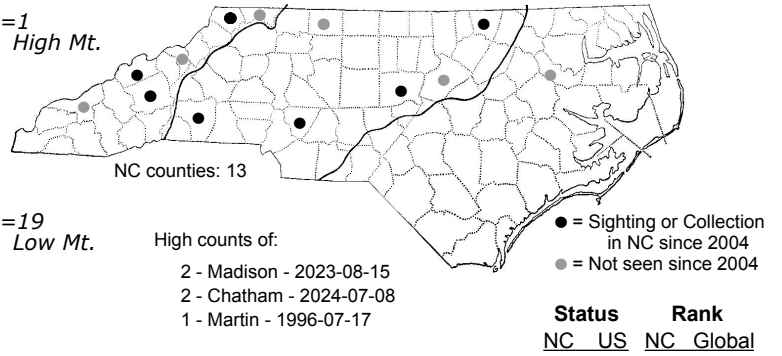 =1
High Mt.
NC counties: 13
=19
Low Mt.
High counts of:
2 - Madison - 2023-08-15
2 - Chatham - 2024-07-08
1 - Martin - 1996-07-17
● = Sighting or Collection
in NC since 2004
● = Not seen since 2004
Status Rank
NC US NC Global